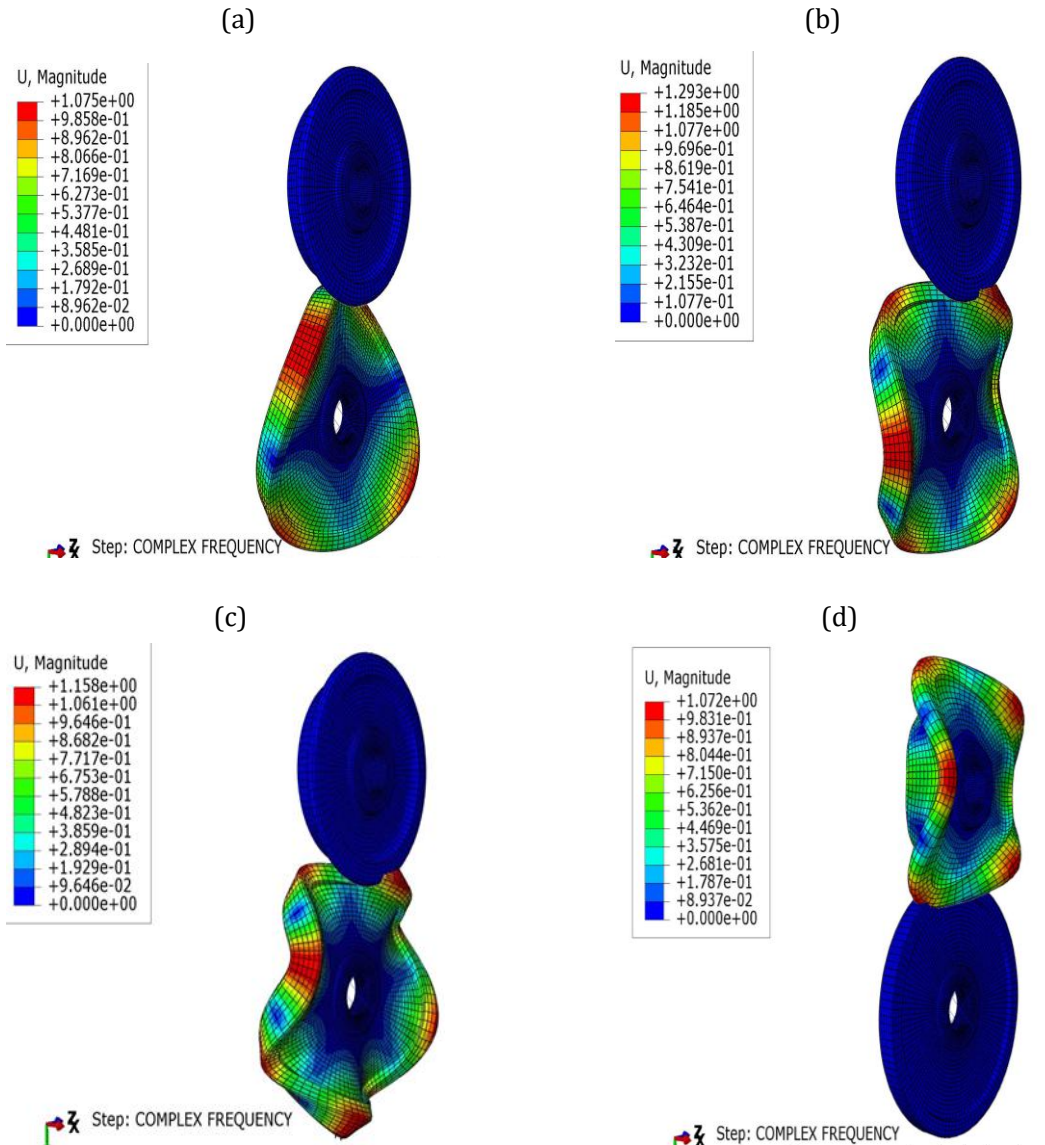 (a)
U, Magnitude
+1.075e+00
+9.858e-01
+8.962e-01
+8.066e-01
+7.169e-01
+6.273e-01
+5.377e-01
+4.481e-01
+3.585e-01
+2.689e-01
+1.792e-01
+8.962e-02
+0.000e+00
Z
X
Step: COMPLEX FREQUENCY
(b)
U, Magnitude
+1.293e+00
+1.185e+00
+1.077e+00
+9.696e-01
+8.619e-01
+7.541e-01
+6.464e-01
+5.387e-01
+4.309e-01
+3.232e-01
+2.155e-01
+1.077e-01
+0.000e+00
Z
X
Step: COMPLEX FREQUENCY
(c)
U, Magnitude
+1.158e+00
+1.061e+00
+9.646e-01
+8.682e-01
+7.717e-01
+6.753e-01
+5.788e-01
+4.823e-01
+3.859e-01
+2.894e-01
+1.929e-01
+9.646e-02
+0.000e+00
Z
X
Step: COMPLEX FREQUENCY
(d)
U, Magnitude
+1.072e+00
+9.831e-01
+8.937e-01
+8.044e-01
+7.150e-01
+6.256e-01
+5.362e-01
+4.469e-01
+3.575e-01
+2.681e-01
+1.787e-01
+8.937e-02
+0.000e+00
Z
X
Step: COMPLEX FREQUENCY